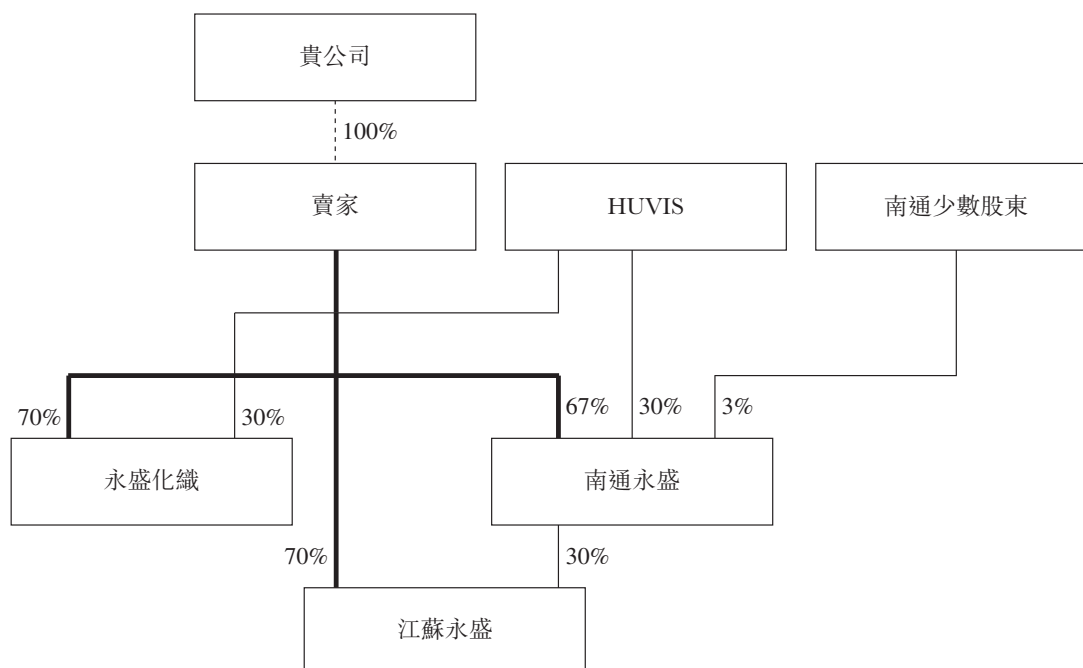 貴公司
100%
賣家
HUVIS
南通少數股東
70%
30%
67%
30%
3%
永盛化纖
南通永盛
70%
30%
江蘇永盛